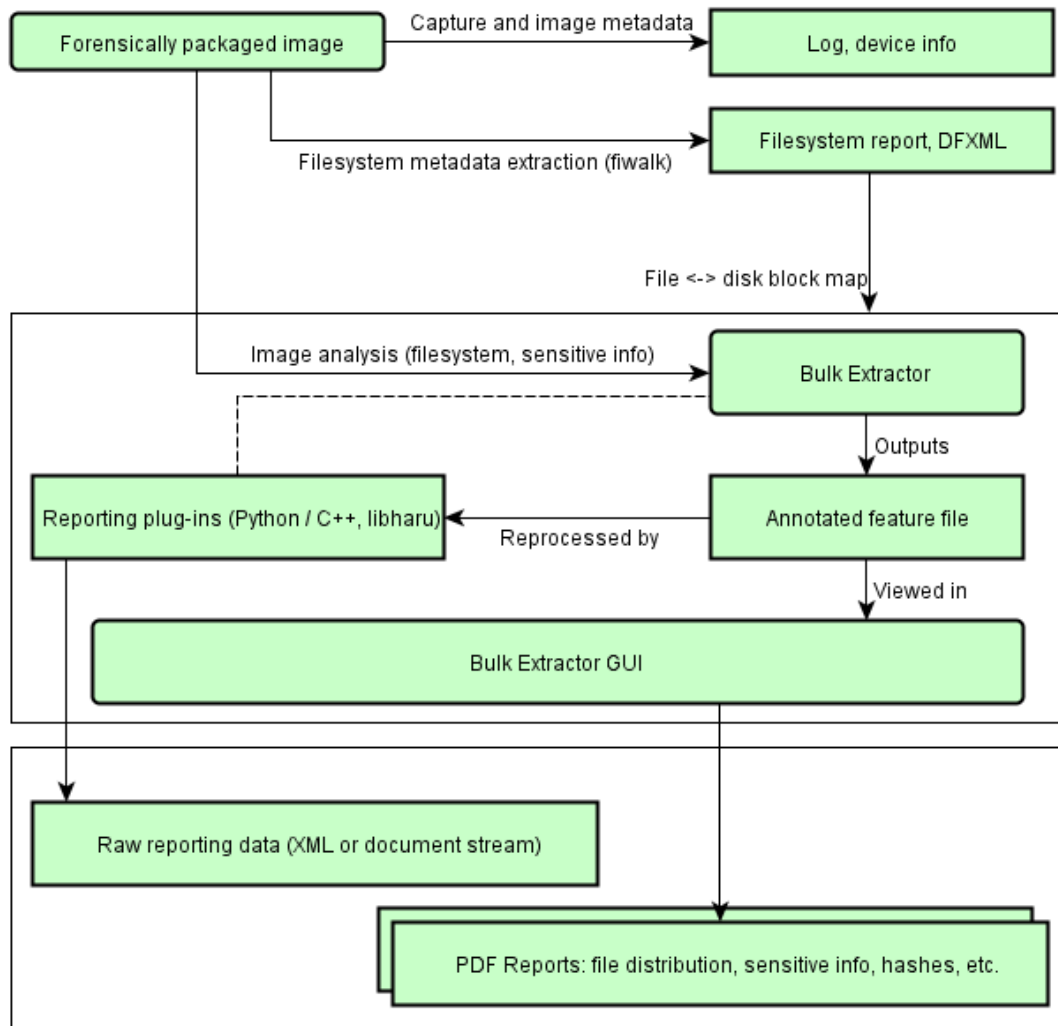 Forensically packaged image
Capture and image metadata
Log, device info
Filesystem metadata extraction (fiwalk)
Filesystem report, DFXML
File <-> disk block map
Image analysis (filesystem, sensitive info)
Bulk Extractor
Outputs
Reporting plug-ins (Python / C++, libharu)
Reprocessed by
Annotated feature file
Viewed in
Bulk Extractor GUI
Raw reporting data (XML or document stream)
PDF Reports: file distribution, sensitive info, hashes, etc.